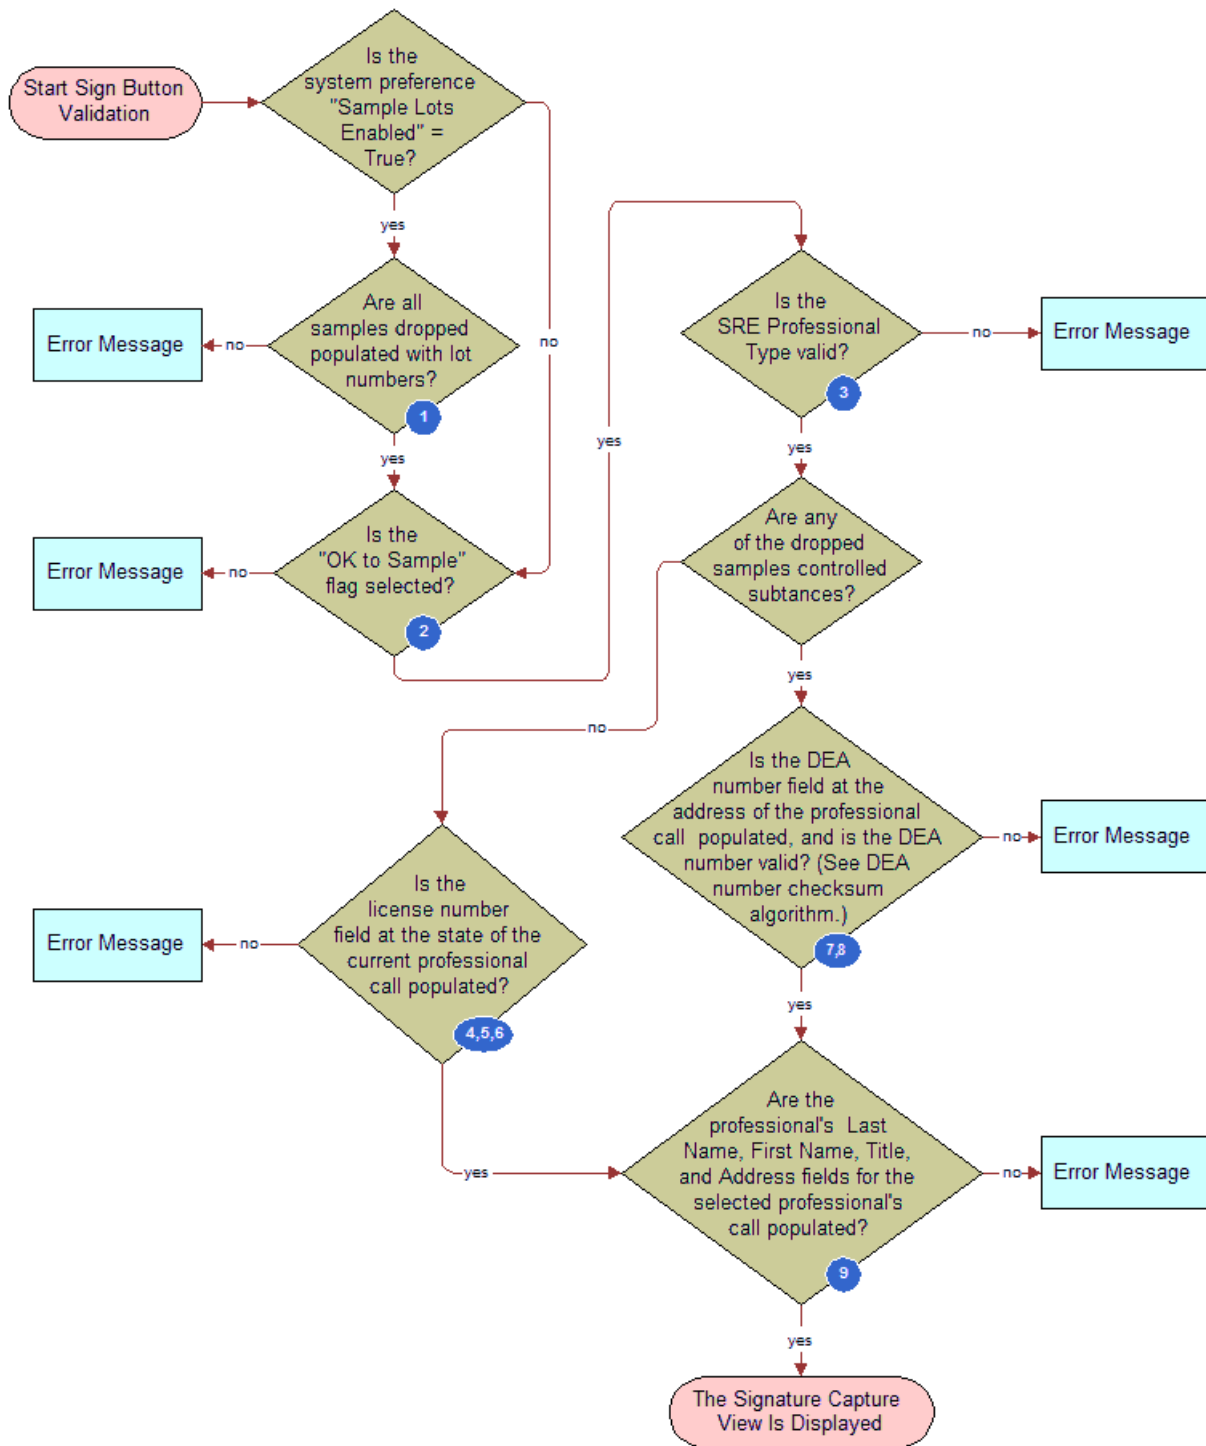 Start Sign Button
Validation
Is the
system preference
"Sample Lots
Enabled" =
True?
yes
no
Are all
samples dropped
populated with lot
numbers?
1
no
Error Message
yes
Is the
"OK to Sample"
flag selected?
2
no
Error Message
yes
Is the
SRE Professional
Type valid?
3
no
Error Message
yes
Are any
of the dropped
samples controlled
subtances?
no
yes
Is the DEA
number field at the
address of the professional
call populated, and is the DEA
number valid? (See DEA
number checksum
algorithm.)
7,8
no
Error Message
yes
Is the
license number
field at the state of the
current professional
call populated?
4,5,6
no
Error Message
yes
Are the
professional's Last
Name, First Name, Title,
and Address fields for the
selected professional's
call populated?
9
no
Error Message
yes
The Signature Capture
View Is Displayed